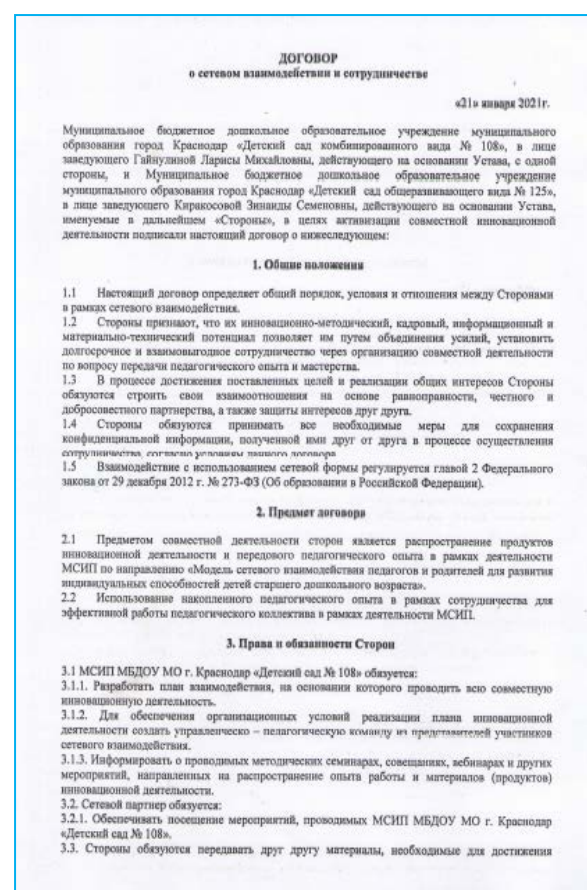 ДОГОВОР
о сетевом взаимодействии и сотрудничестве
«21» января 2021г.
Муниципальное бюджетное дошкольное образовательное учреждение муниципального
образования город Краснодар «Детский сад комбинированного вида № 108», в лице
заведующего Гайнулиной Ларисы Михайловны, действующего на основании Устава, с одной
стороны, и Муниципальное бюджетное дошкольное образовательное учреждение
муниципального образования город Краснодар «Детский сад общеразвивающего вида № 125»,
в лице заведующего Киракосовой Зинаиды Семеновны, действующего на основании Устава,
именуемые в дальнейшем «Стороны», в целях активизации совместной инновационной
деятельности подписали настоящий договор о нижеследующем:
1. Общие положения
1.1 Настоящий договор определяет общий порядок, условия и отношения между Сторонами
в рамках сетевого взаимодействия.
1.2 Стороны признают, что их инновационно-методический, кадровый, информационный и
материально-технический потенциал позволяет им путем объединения усилий, установить
долгосрочное и взаимовыгодное сотрудничество через организацию совместной деятельности
по вопросу передачи педагогического опыта и мастерства.
1.3 В процессе достижения поставленных целей и реализации общих интересов Стороны
обязуются строить свои взаимоотношения на основе равноправности, честного и
добросовестного партнерства, а также защиты интересов друг друга.
1.4 Стороны обязуются принимать все необходимые меры для сохранения
конфиденциальной информации, полученной ими друг от друга в процессе осуществления
сотрудничества, согласно условиям данного договора
1.5 Взаимодействие с использованием сетевой формы регулируется главой 2 Федерального
закона от 29 декабря 2012 г. № 273-ФЗ (Об образовании в Российской Федерации).
2. Предмет договора
2.1 Предметом совместной деятельности сторон является распространение продуктов
инновационной деятельности и передового педагогического опыта в рамках деятельности
МСИП по направлению «Модель сетевого взаимодействия педагогов и родителей для развития
индивидуальных способностей детей старшего дошкольного возраста».
2.2 Использование накопленного педагогического опыта в рамках сотрудничества для
эффективной работы педагогического коллектива в рамках деятельности МСИП.
3. Права и обязанности Сторон
3.1 МСИП МБДОУ МО г. Краснодар «Детский сад № 108» обязуется:
3.1.1. Разработать план взаимодействия, на основании которого проводить всю совместную
инновационную деятельность.
3.1.2. Для обеспечения организационных условий реализации плана инновационной
деятельности создать управленческо – педагогическую команду из представителей участников
сетевого взаимодействия.
3.1.3. Информировать о проводимых методических семинарах, совещаниях, вебинарах и других
мероприятий, направленных на распространение опыта работы и материалов (продуктов)
инновационной деятельности.
3.2. Сетевой партнер обязуется:
3.2.1. Обеспечивать посещение мероприятий, проводимых МСИП МБДОУ МО г. Краснодар
«Детский сад № 108».
3.3. Стороны обязуются передавать друг другу материалы, необходимые для достижения